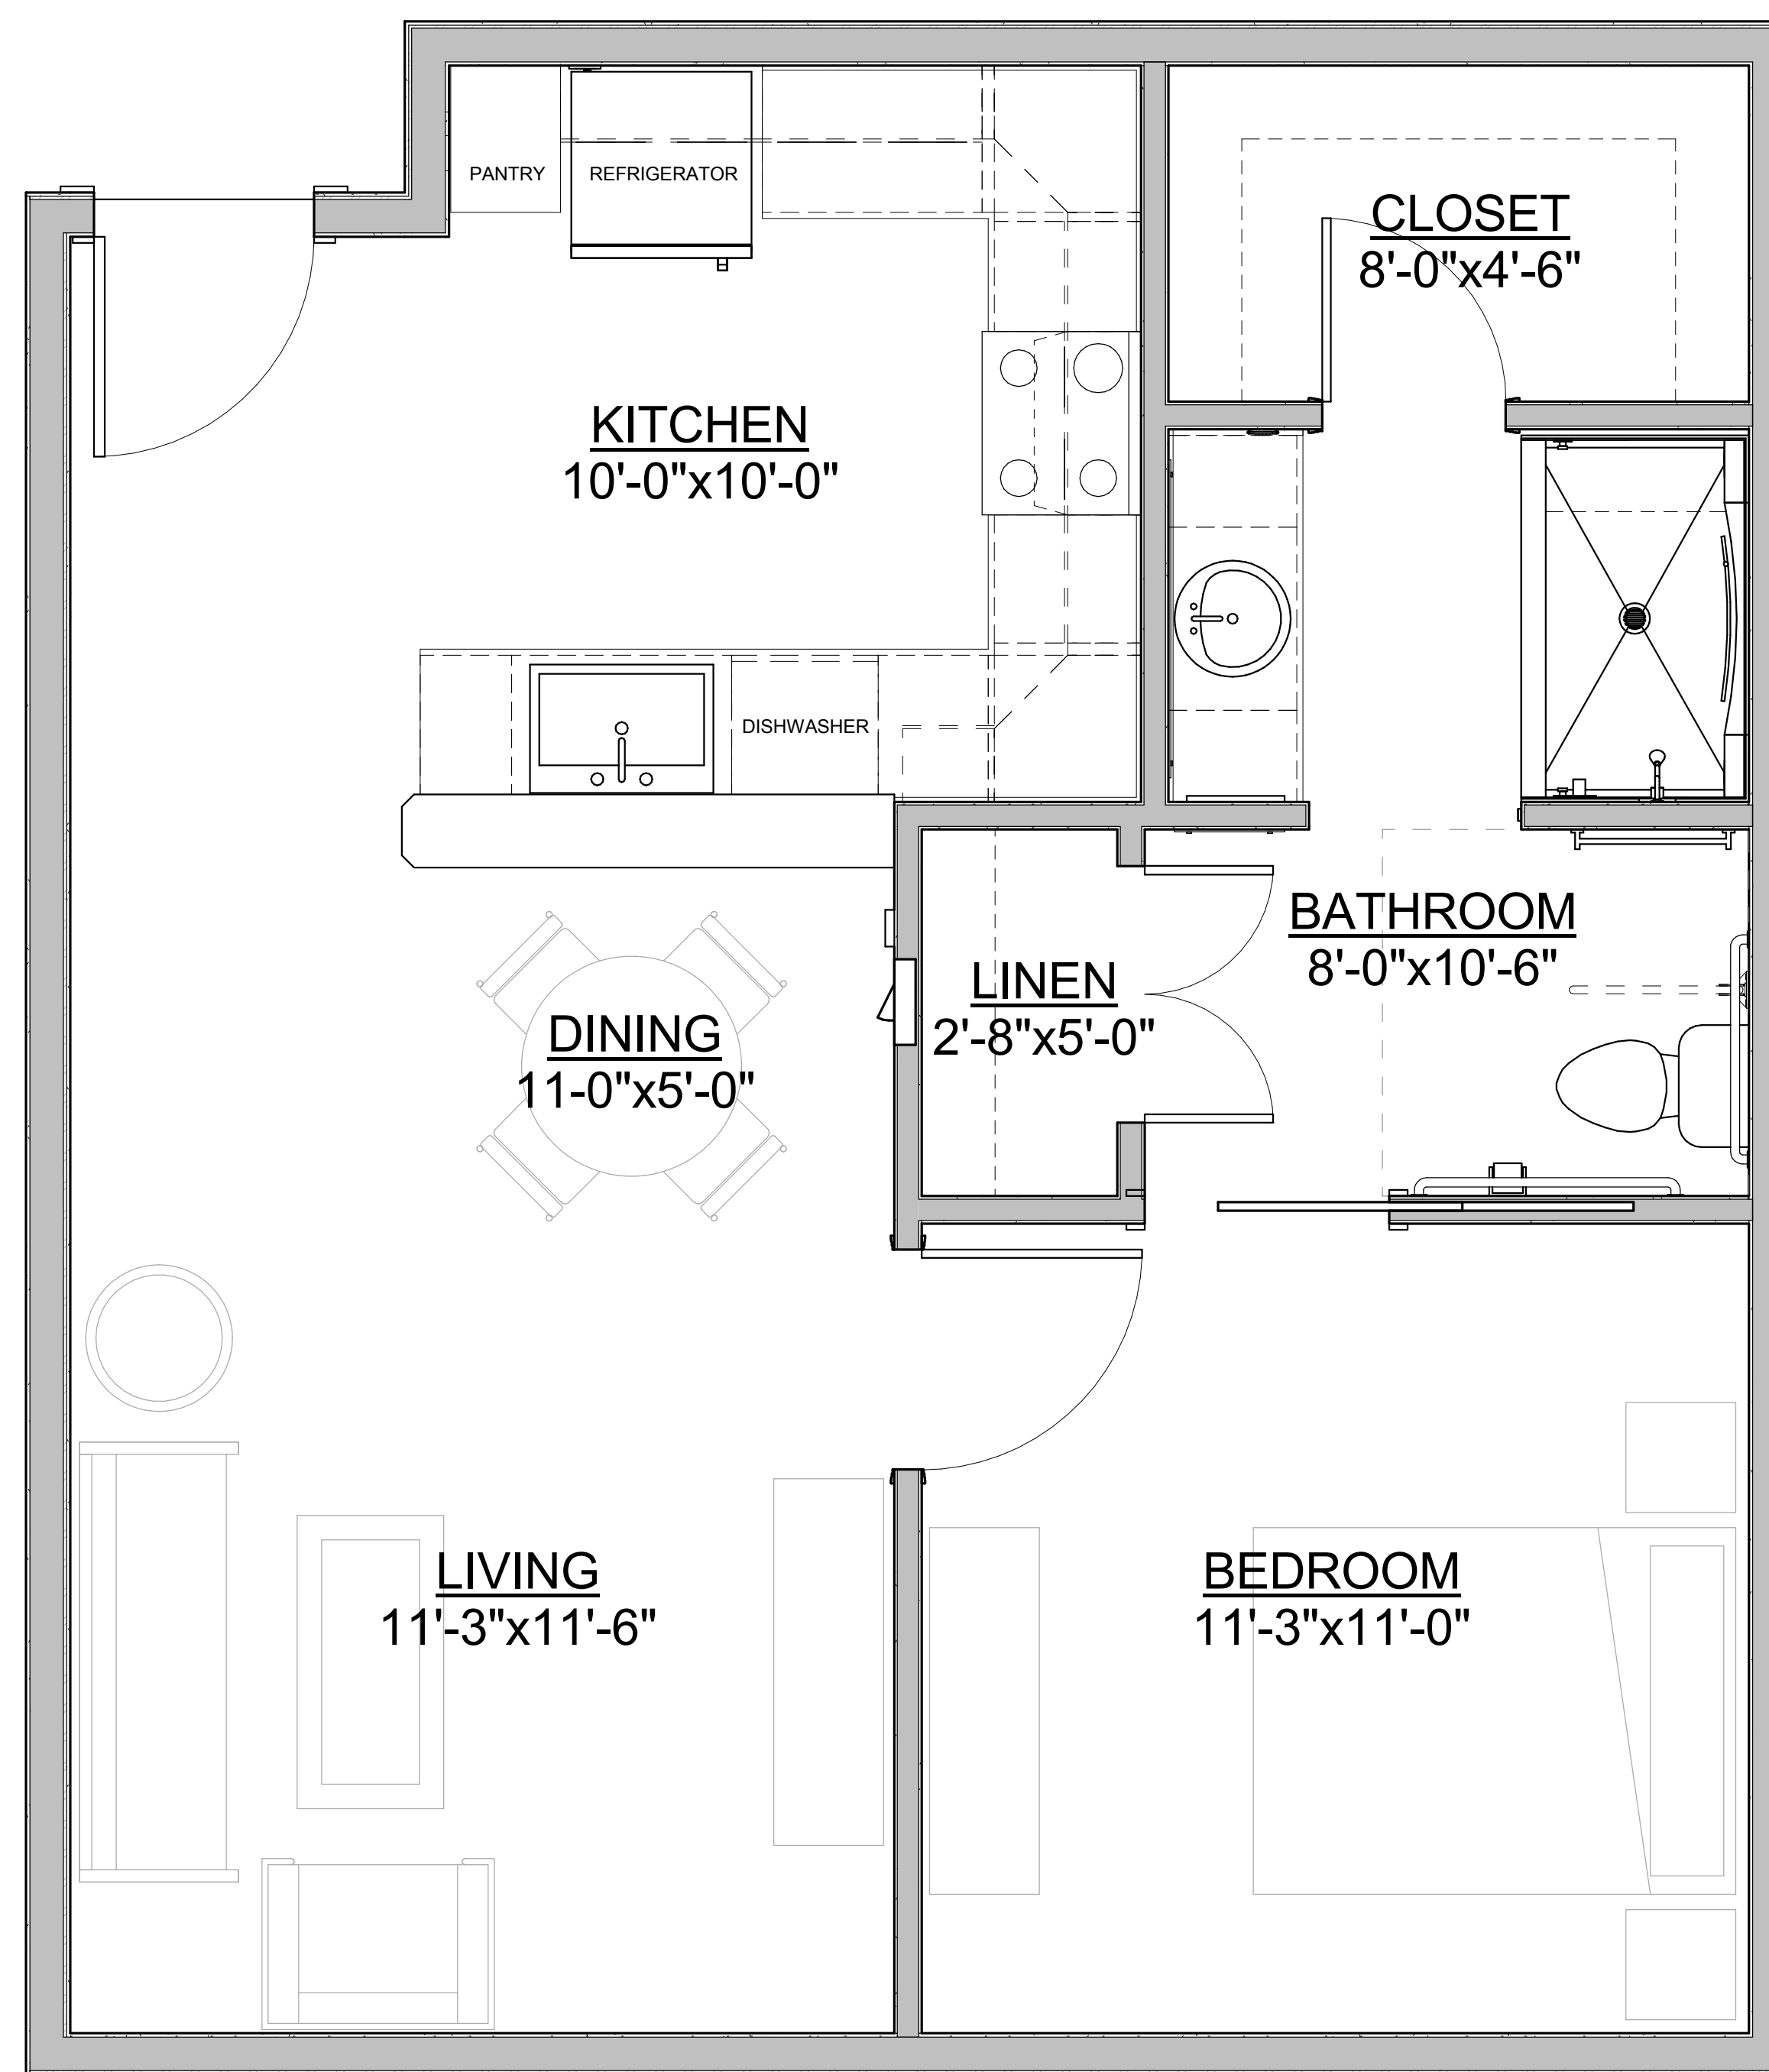 PANTRY
REFRIGERATOR
CLOSET
8'-0"x4'-6"
KITCHEN
10'-0"x10'-0"
DISHWASHER
BATHROOM
8'-0"x10'-6"
LINEN
2'-8"x5'-0"
DINING
11-0"x5'-0"
LIVING
11'-3"x11'-6"
BEDROOM
11'-3"x11'-0"